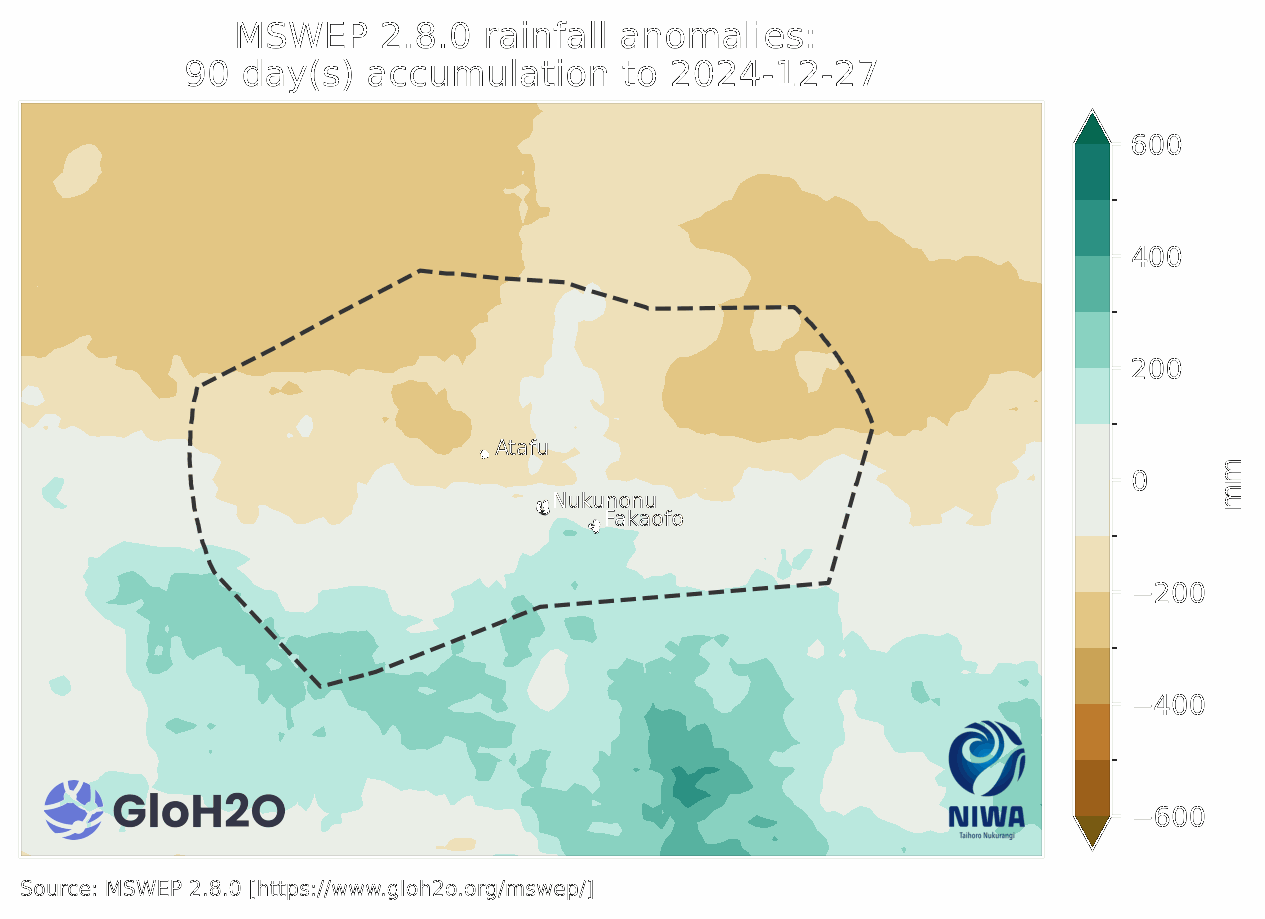 MSWEP 2.8.0 rainfall anomalies:
90 day(s) accumulation to 2024-12-27
600
400
200
0
−200
−400
−600
mm
Atafu
Nukunonu
Fakaofo
GloH2O
NIWA
Taihoro Nukurangi
Source: MSWEP 2.8.0 [https://www.gloh2o.org/mswep/]